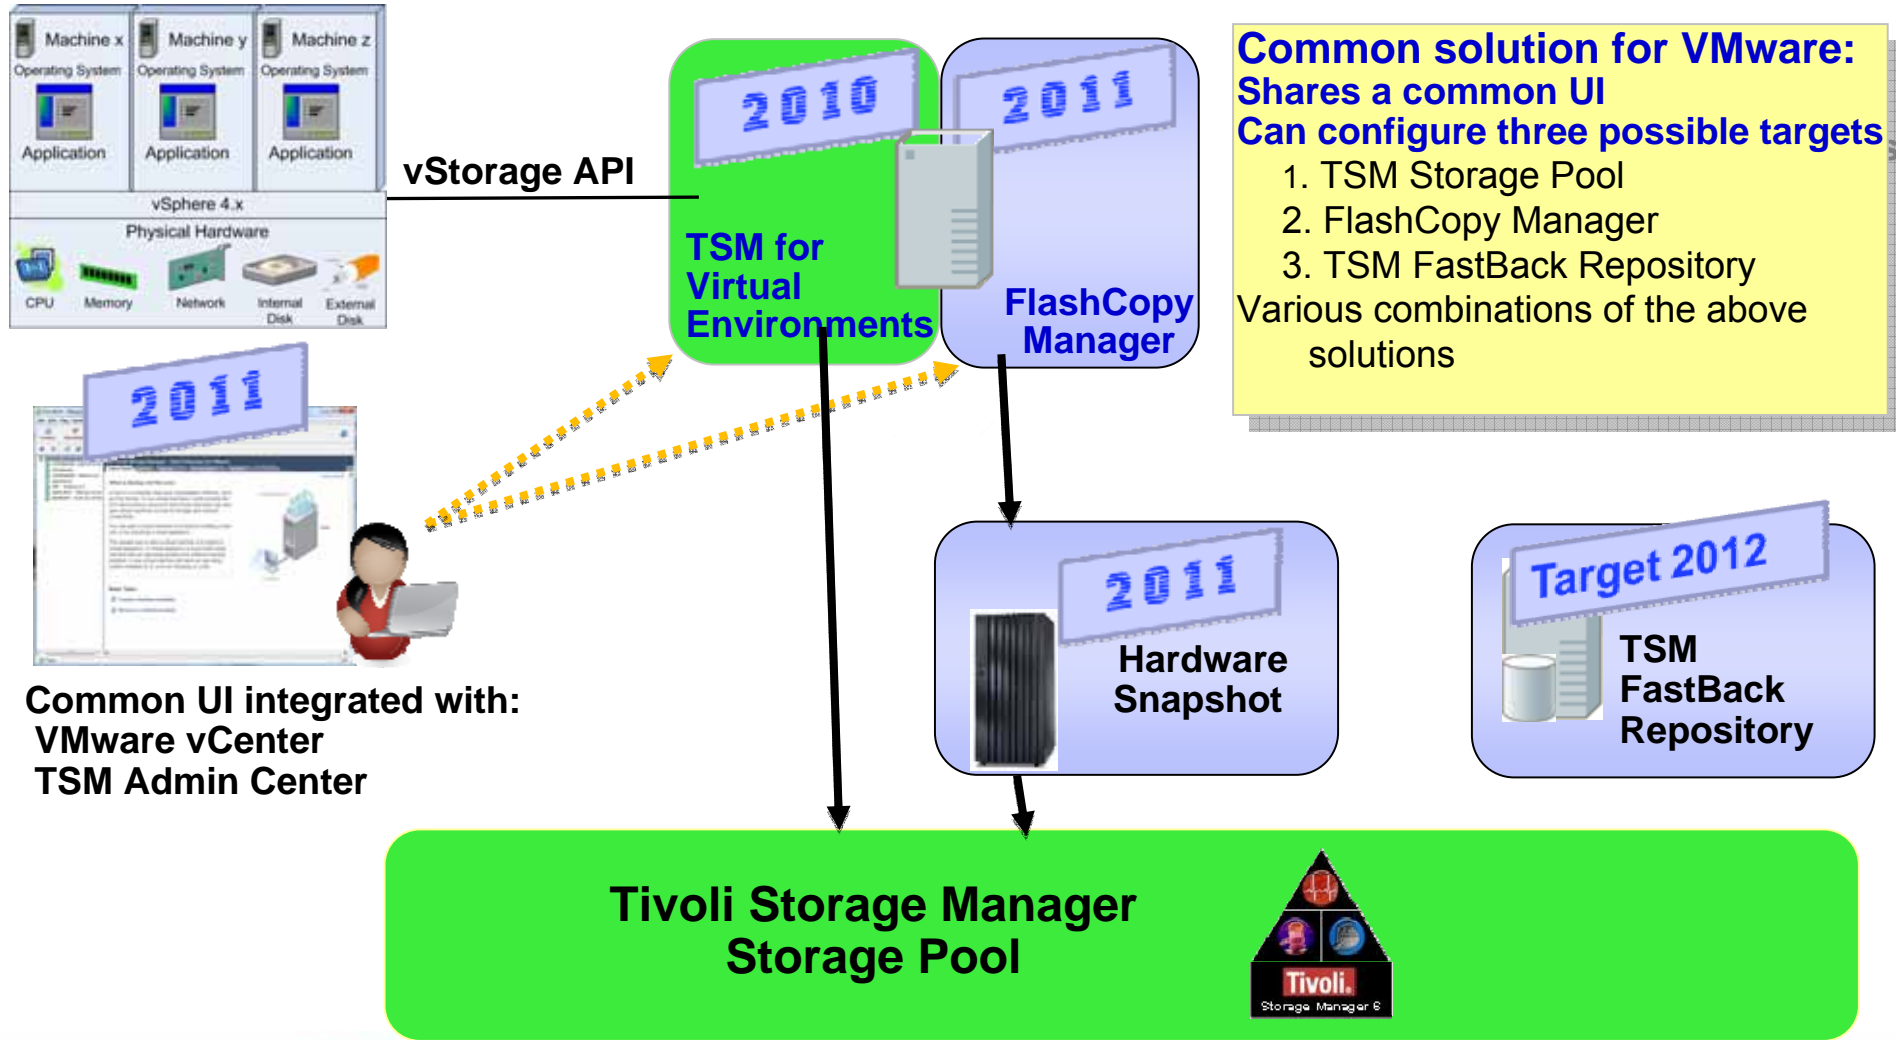 Machine x
Machine y
Machine z
Operating System
Operating System
Operating System
Application
Application
Application
vSphere 4.x
Physical Hardware
CPU
Memory
Network
Internal Disk
External Disk
vStorage API
2010
TSM for
Virtual
Environments
2011
FlashCopy
Manager
Common solution for VMware:
Shares a common UI
Can configure three possible targets
1. TSM Storage Pool
2. FlashCopy Manager
3. TSM FastBack Repository
Various combinations of the above
solutions
2011
Common UI integrated with:
VMware vCenter
TSM Admin Center
2011
Hardware
Snapshot
Target 2012
TSM
FastBack
Repository
Tivoli Storage Manager
Storage Pool
Tivoli.
Storage Manager 6